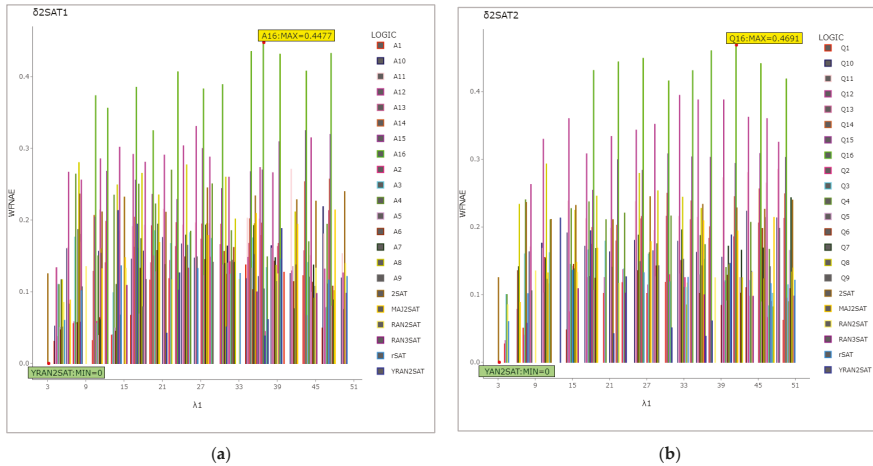 δ2SAT1
A16:MAX=0.4477
LOGIC
A1
A10
A11
A12
A13
A14
A15
A16
A2
A3
A4
A5
A6
A7
A8
A9
2SAT
MAJ2SAT
RAN2SAT
RAN3SAT
rSAT
YRAN2SAT
WFNAE
0.4
0.3
0.2
0.1
0.0
YRAN2SAT:MIN=0
3 9 15 21 27 33 39 45 51
λ1
(a)
δ2SAT2
Q16:MAX=0.4691
LOGIC
Q1
Q10
Q11
Q12
Q13
Q14
Q15
Q16
Q2
Q3
Q4
Q5
Q6
Q7
Q8
Q9
2SAT
MAJ2SAT
RAN2SAT
RAN3SAT
rSAT
YRAN2SAT
WFNAE
0.4
0.3
0.2
0.1
0.0
YAN2SAT:MIN=0
3 9 15 21 27 33 39 45 51
λ1
(b)